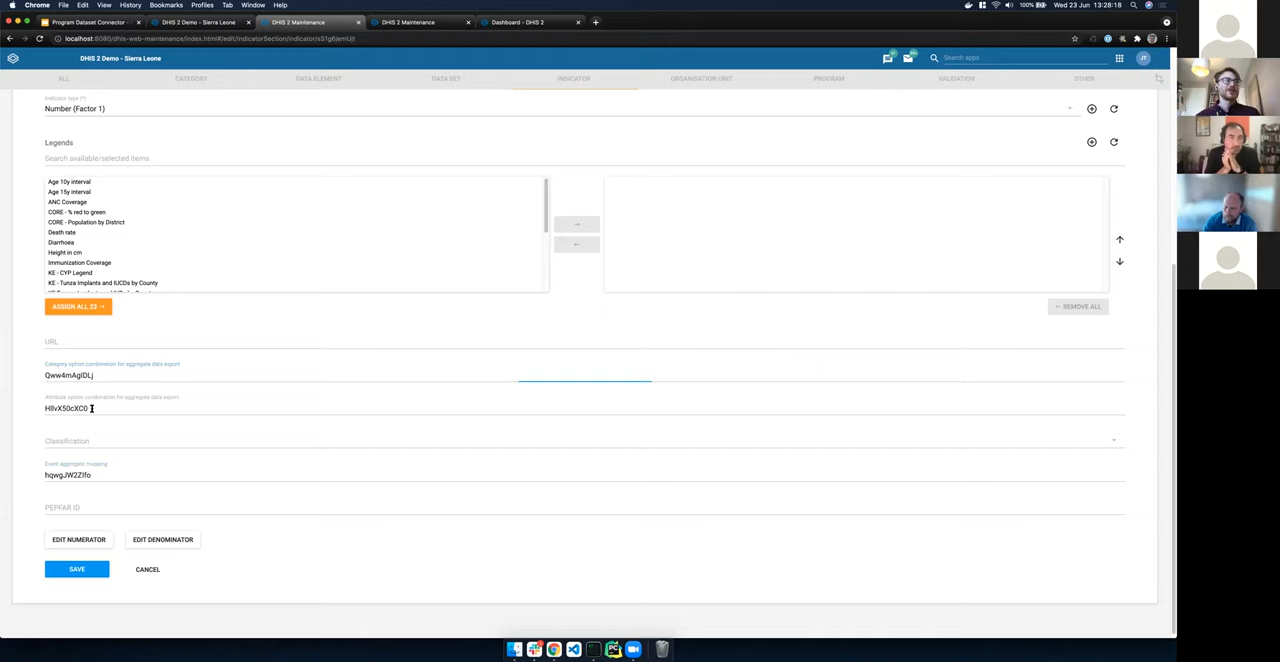 Chrome File Edit View History Bookmarks Profiles Tab Window Help
100% Wed 23 Jun 13:28:18
Program Dataset Connector -
DHIS 2 Demo - Sierra Leone
DHIS 2 Maintenance
DHIS 2 Maintenance
Dashboard - DHIS 2
localhost:8080/dhis-web-maintenance/index.html#/edit/indicatorSection/indicator/sS1g6jemUjt
DHIS 2 Demo - Sierra Leone
Search apps
JT
ALL CATEGORY DATA ELEMENT DATA SET INDICATOR ORGANISATION UNIT PROGRAM VALIDATION OTHER
Indicator type (*)
Number (Factor 1)
Legends
Search available/selected items
Age 10y interval
Age 15y interval
ANC Coverage
CORE - % red to green
CORE - Population by District
Death rate
Diarrhoea
Height in cm
Immunization Coverage
KE - CYP Legend
KE - Tunza Implants and IUCDs by County
ASSIGN ALL 23 →
← REMOVE ALL
URL
Category option combination for aggregate data export
Qww4mAgIDLj
Attribute option combination for aggregate data export
HllvX50cXC0
Classification
Event aggregate mapping
hqwgJW2ZIfo
PEPFAR ID
EDIT NUMERATOR
EDIT DENOMINATOR
SAVE
CANCEL